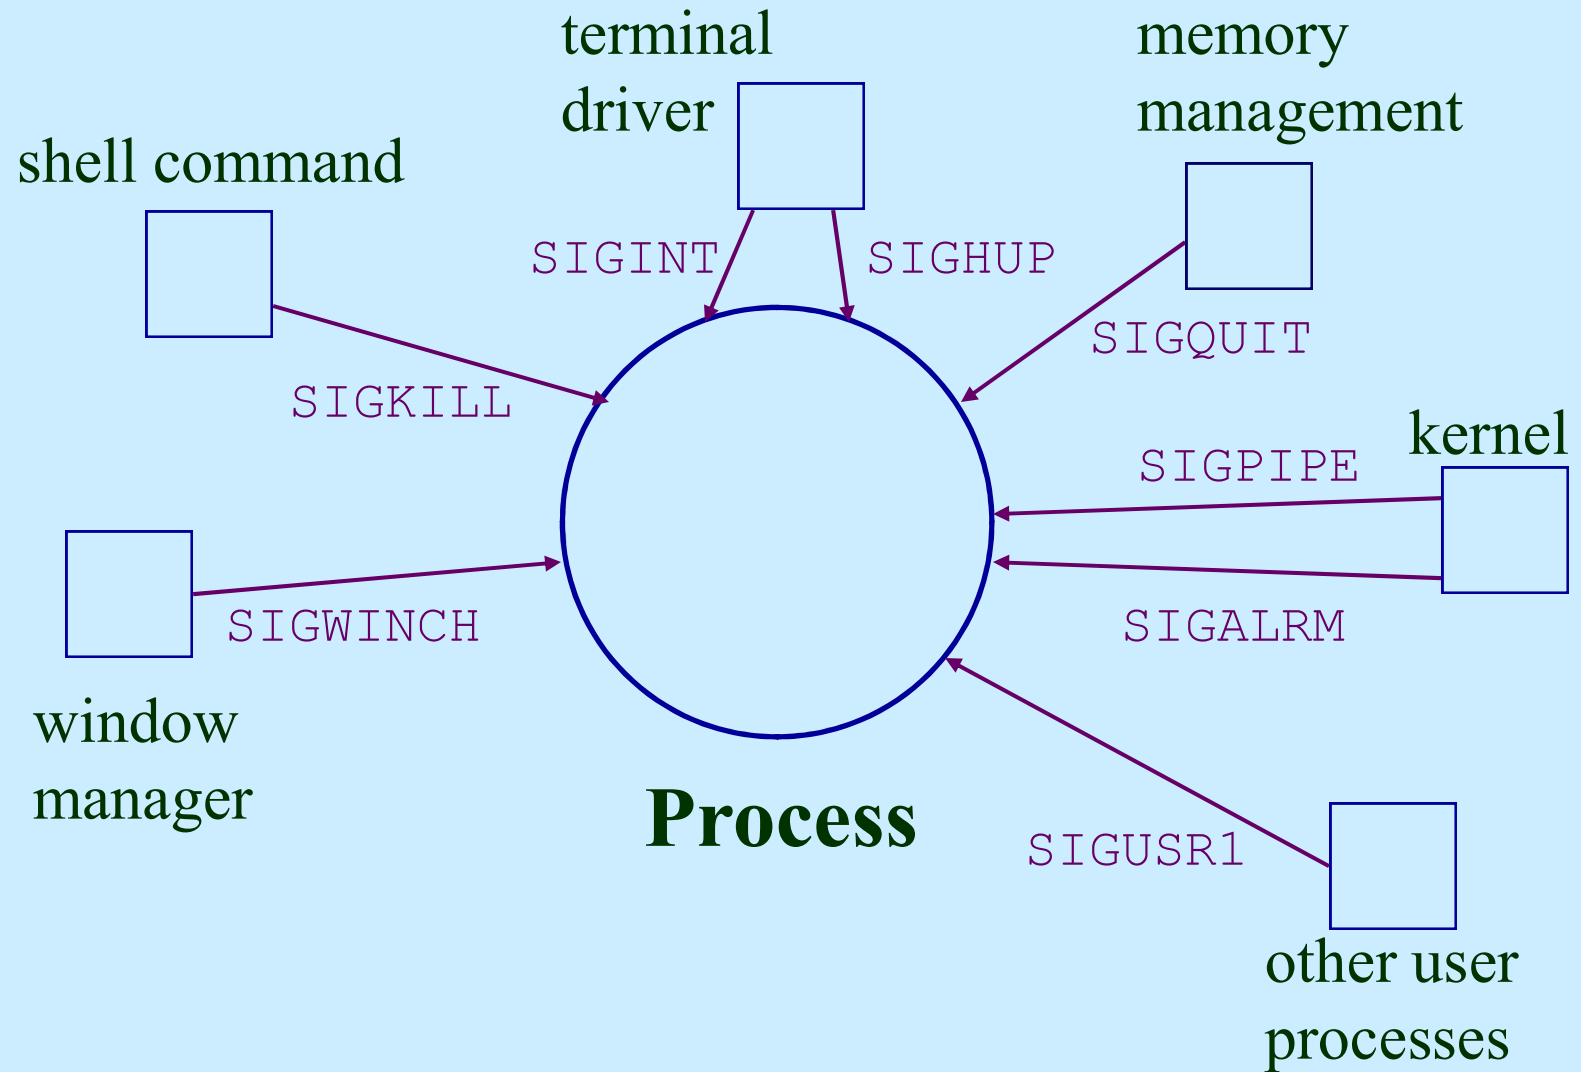 terminal
driver
memory
management
shell command
SIGINT
SIGHUP
SIGQUIT
SIGKILL
kernel
SIGPIPE
SIGWINCH
SIGALRM
window
manager
Process
SIGUSR1
other user
processes